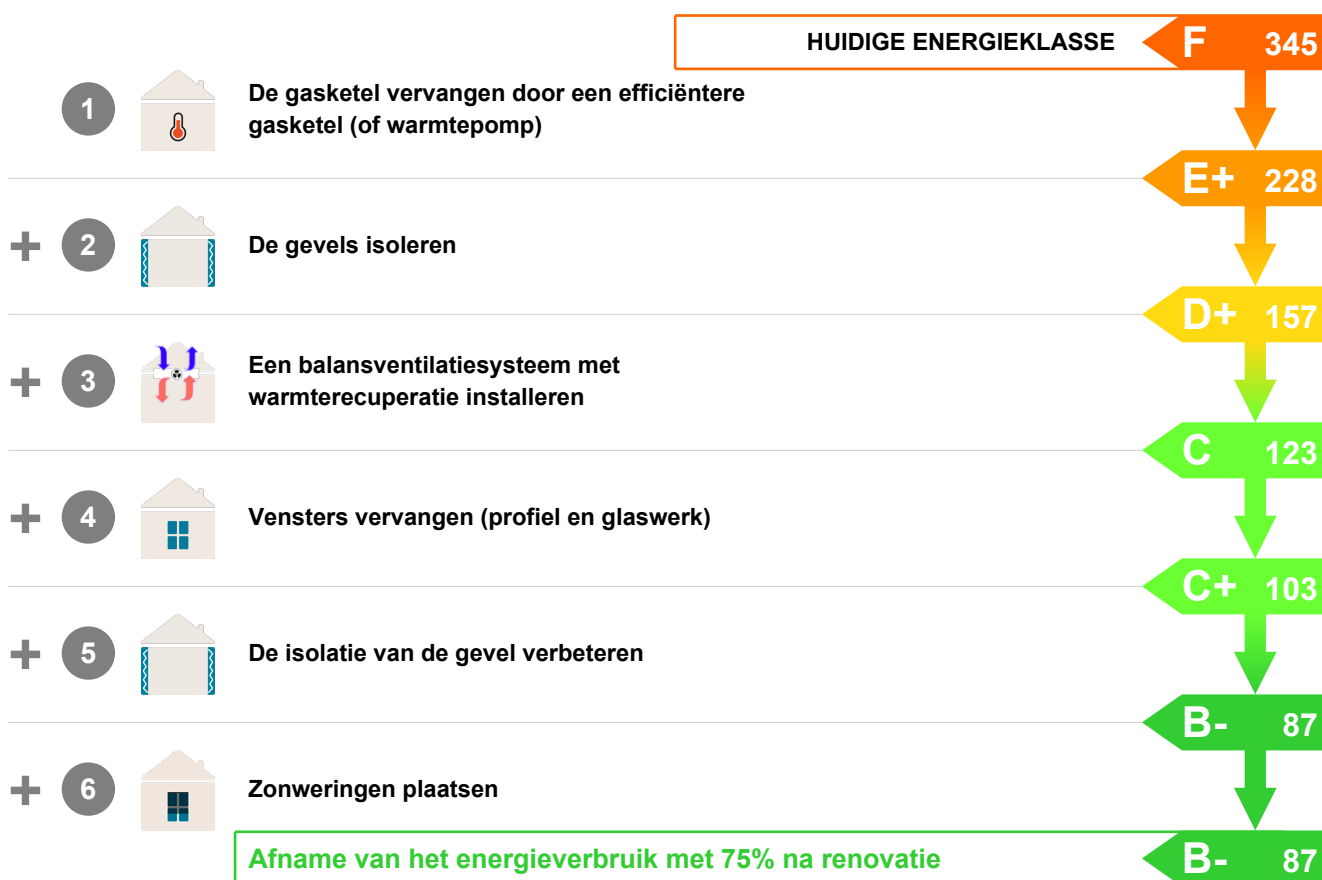 HUIDIGE ENERGIEKLASSE F 345
1 De gasketel vervangen door een efficiëntere
gasketel (of warmtepomp)
E+ 228
+ 2 De gevels isoleren
D+ 157
+ 3 Een balansventilatiesysteem met
warmterecuperatie installeren
C 123
+ 4 Vensters vervangen (profiel en glaswerk)
C+ 103
+ 5 De isolatie van de gevel verbeteren
B- 87
+ 6 Zonweringen plaatsen
Afname van het energieverbruik met 75% na renovatie B- 87